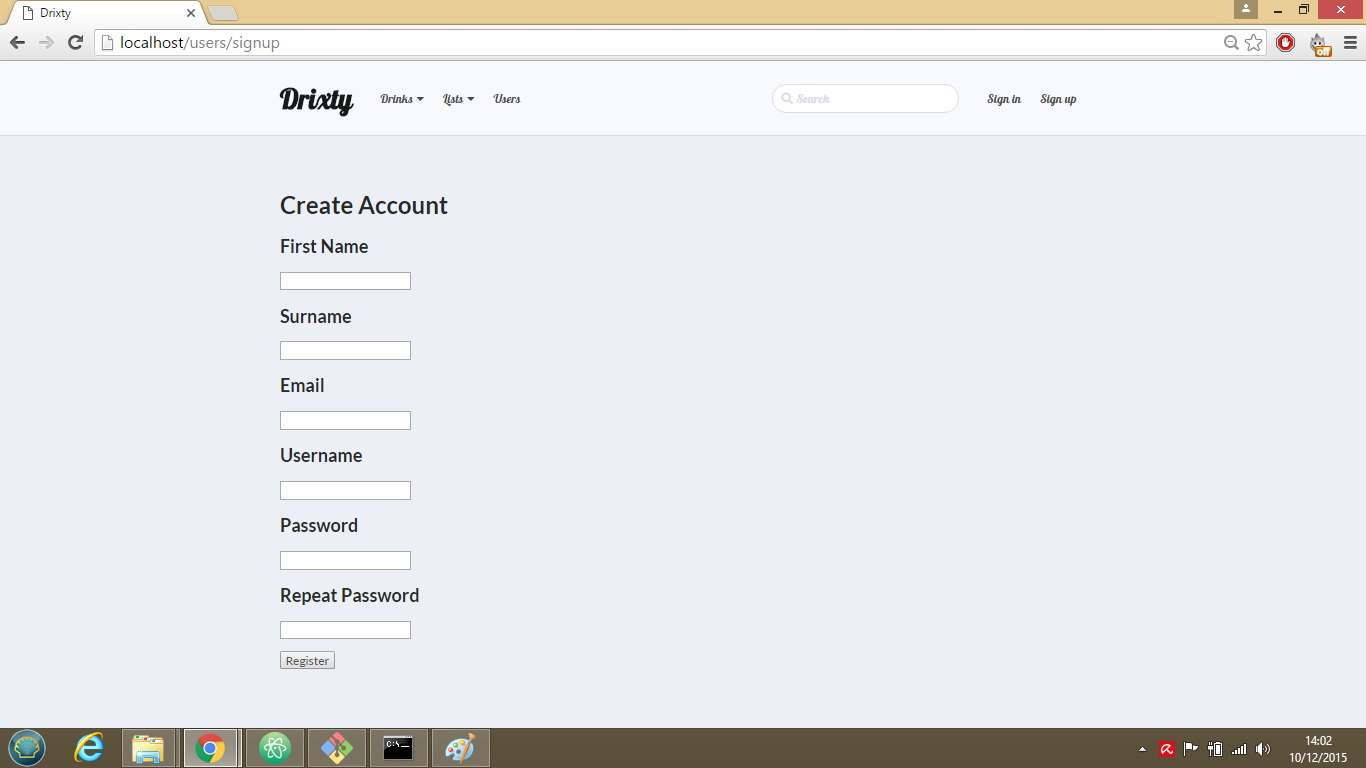 Drixty
localhost/users/signup
off
Drixty Drinks Lists Users Search Sign in Sign up
Create Account
First Name
Surname
Email
Username
Password
Repeat Password
Register
C:\
14:02
10/12/2015